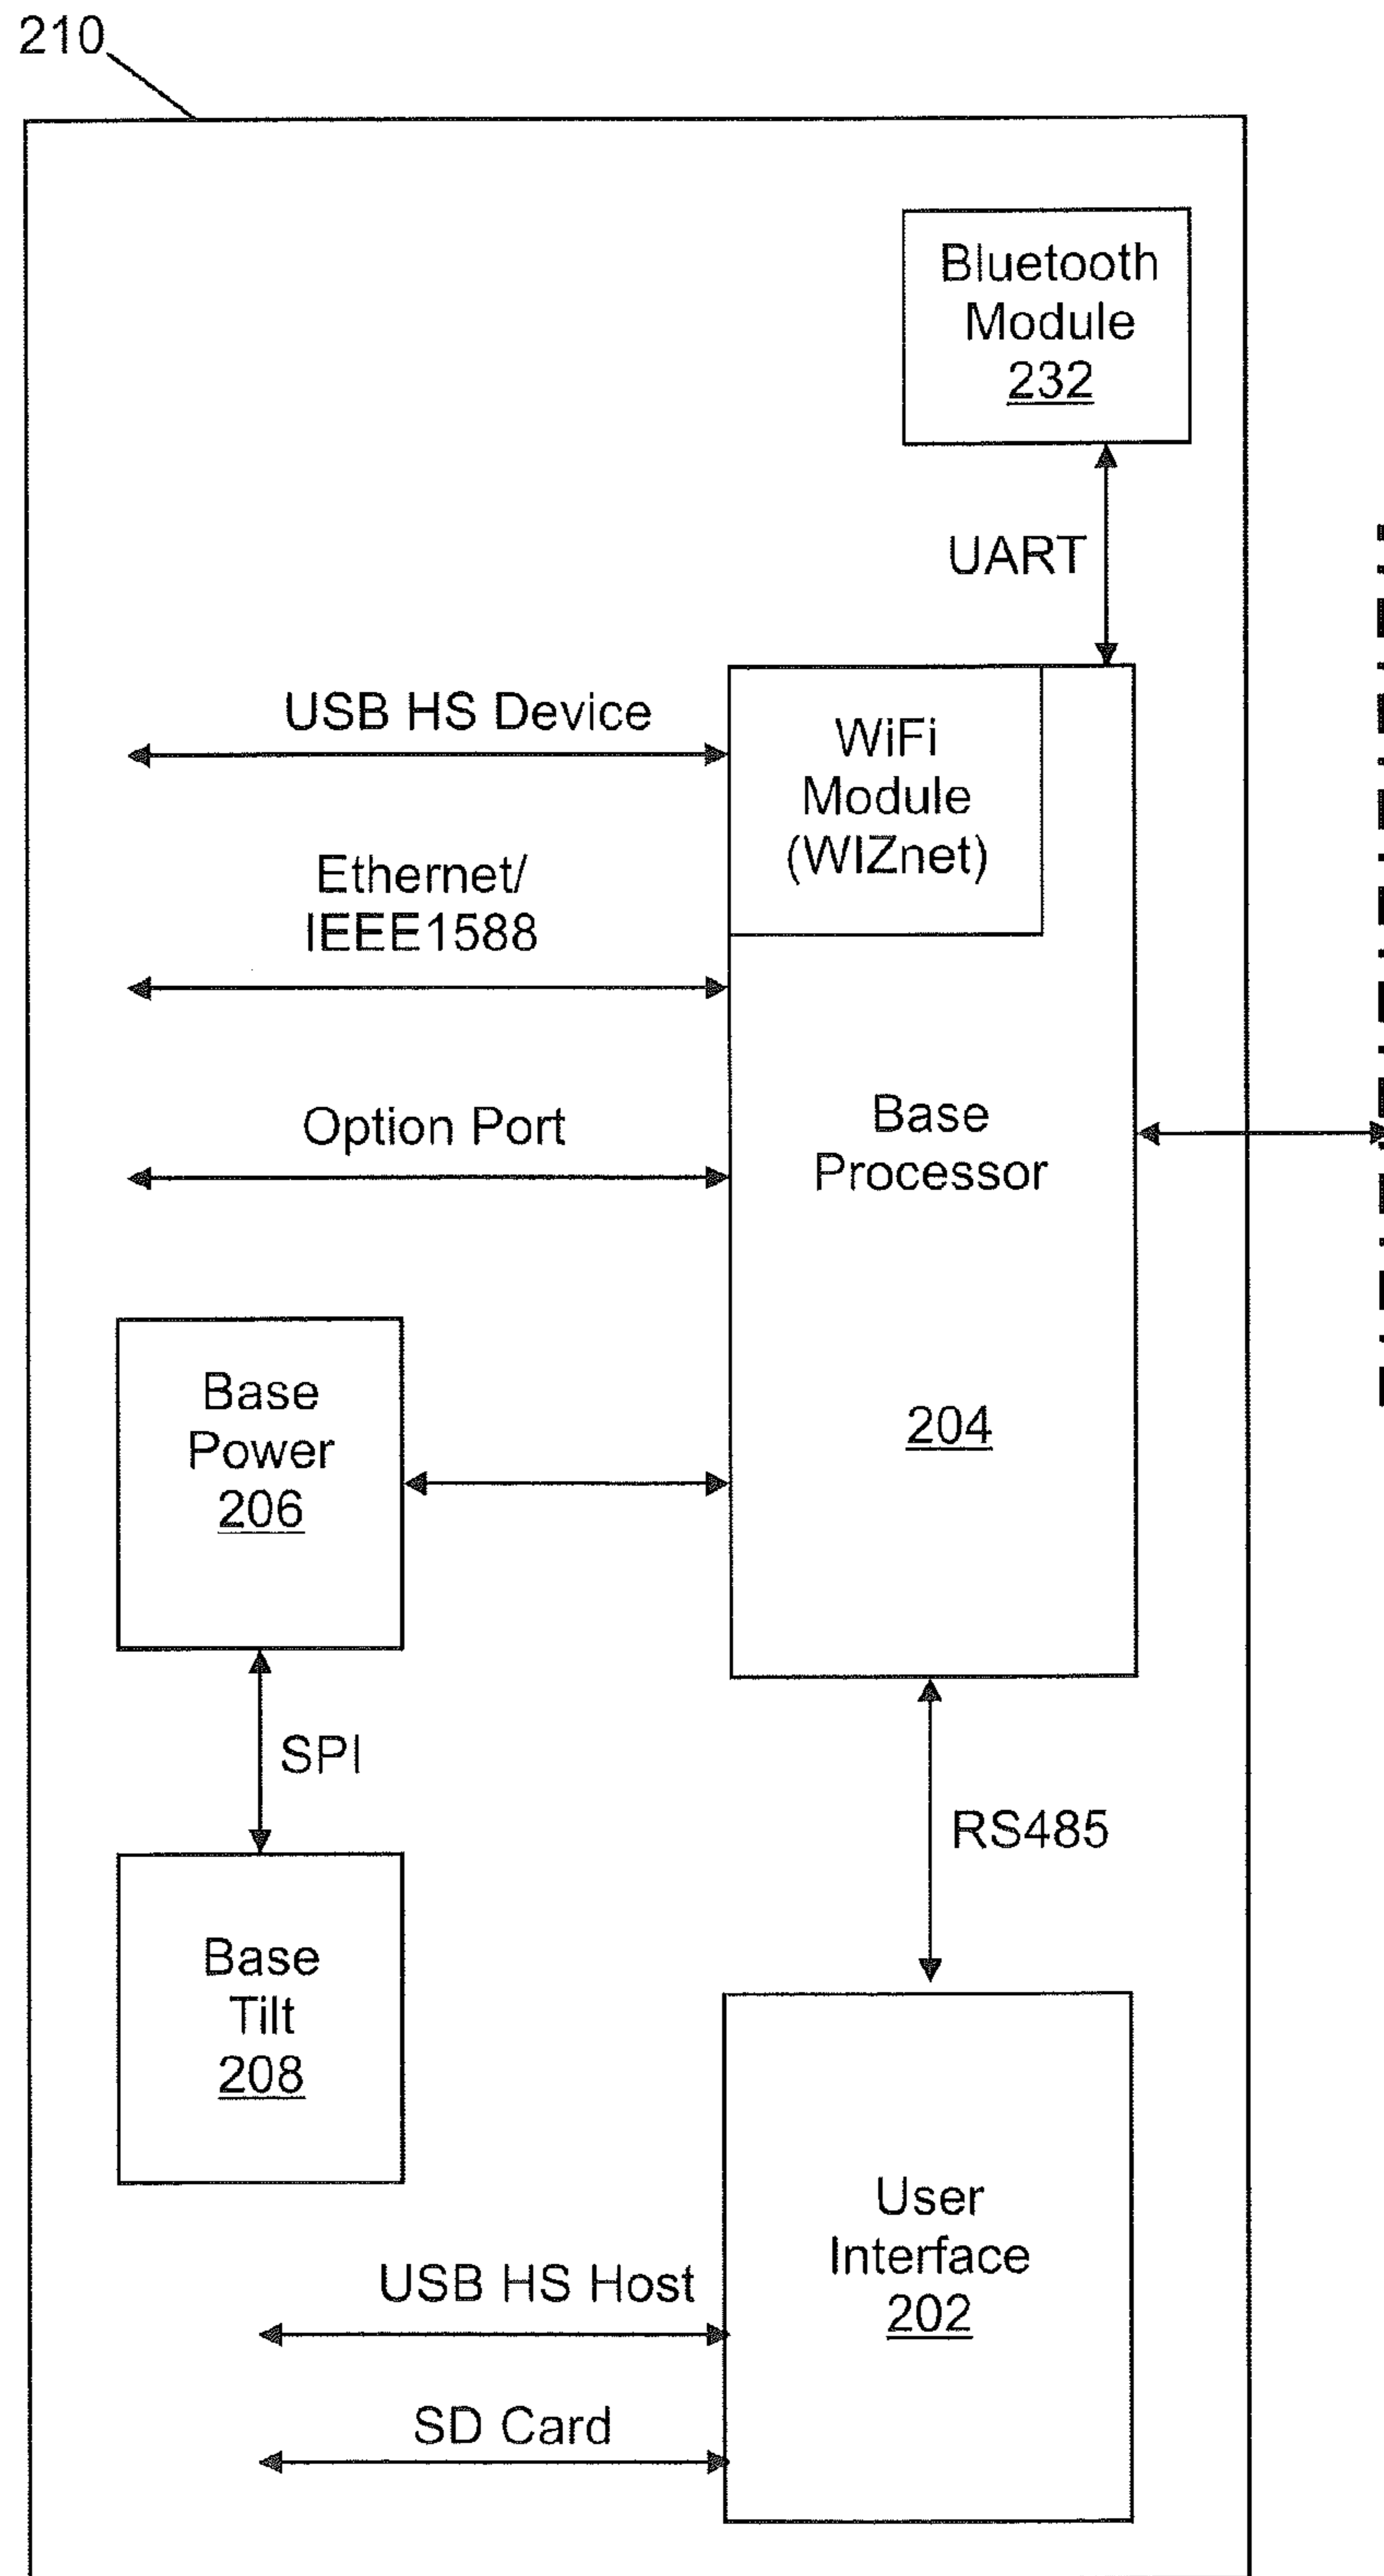 210
Bluetooth
Module
232
UART
USB HS Device
WiFi
Module
(WIZnet)
Ethernet/
IEEE1588
Option Port
Base
Processor
204
Base
Power
206
SPI
RS485
Base
Tilt
208
User
Interface
202
USB HS Host
SD Card